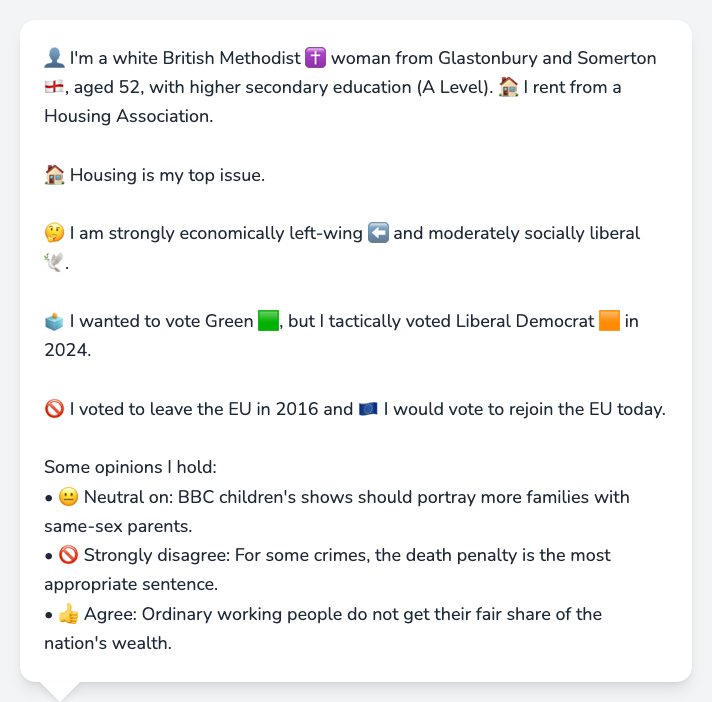 👤 I'm a white British Methodist ✝️ woman from Glastonbury and Somerton
🏴󠁧󠁢󠁥󠁮󠁧󠁿, aged 52, with higher secondary education (A Level). 🏠 I rent from a
Housing Association.
🏠 Housing is my top issue.
🤔 I am strongly economically left-wing ⬅️ and moderately socially liberal
🕊️.
🗳️ I wanted to vote Green 🟩, but I tactically voted Liberal Democrat 🟧 in
2024.
🚫 I voted to leave the EU in 2016 and 🇪🇺 I would vote to rejoin the EU today.
Some opinions I hold:
• 😐 Neutral on: BBC children's shows should portray more families with
same-sex parents.
• 🚫 Strongly disagree: For some crimes, the death penalty is the most
appropriate sentence.
• 👍 Agree: Ordinary working people do not get their fair share of the
nation's wealth.